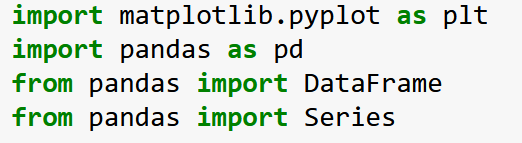 import matplotlib.pyplot as plt
import pandas as pd
from pandas import DataFrame
from pandas import Series